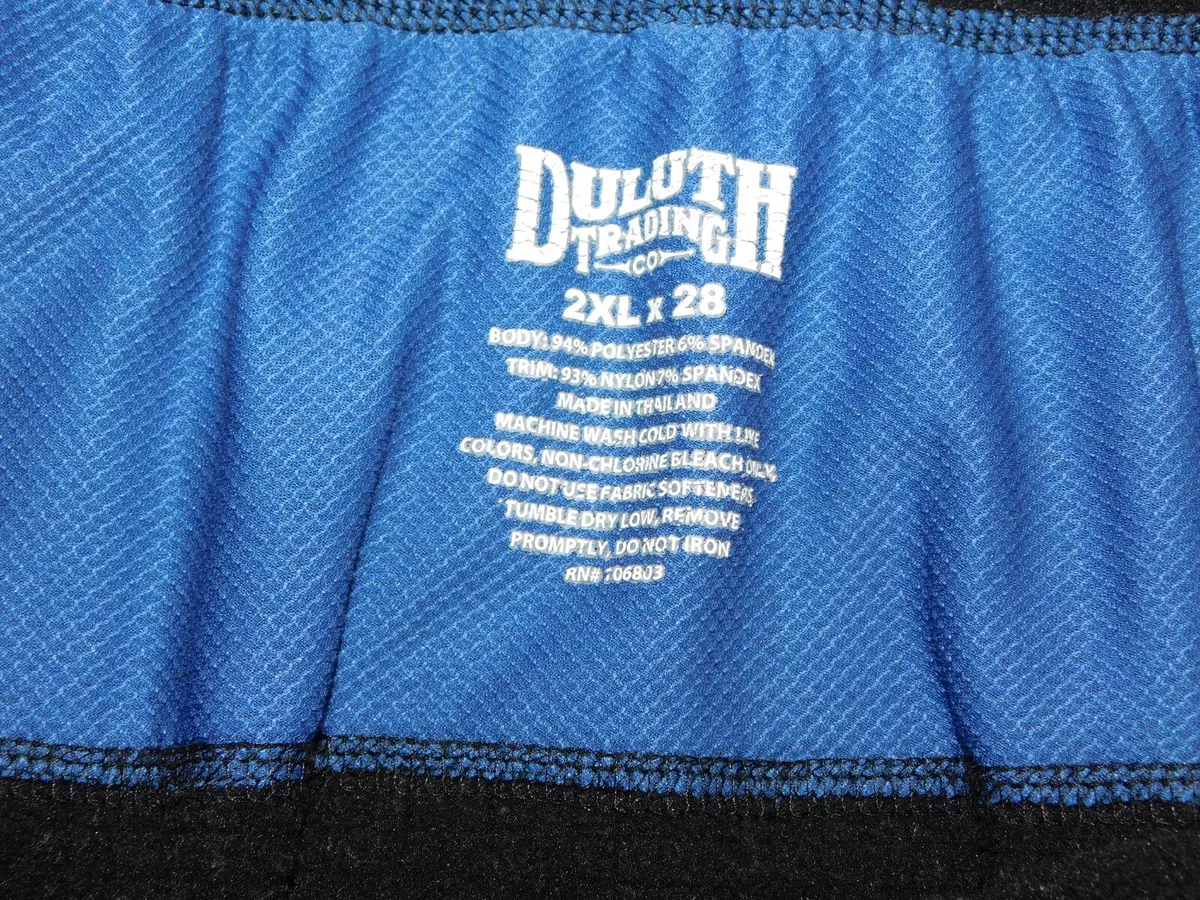 DULUTH
TRADING
CO
2XL x 28
BODY: 94% POLYESTER 6% SPANDEX
TRIM: 93% NYLON 7% SPANDEX
MADE IN THAILAND
MACHINE WASH COLD WITH LIKE
COLORS, NON-CHLORINE BLEACH ONLY,
DO NOT USE FABRIC SOFTENERS,
TUMBLE DRY LOW, REMOVE
PROMPTLY, DO NOT IRON
RN# 106803